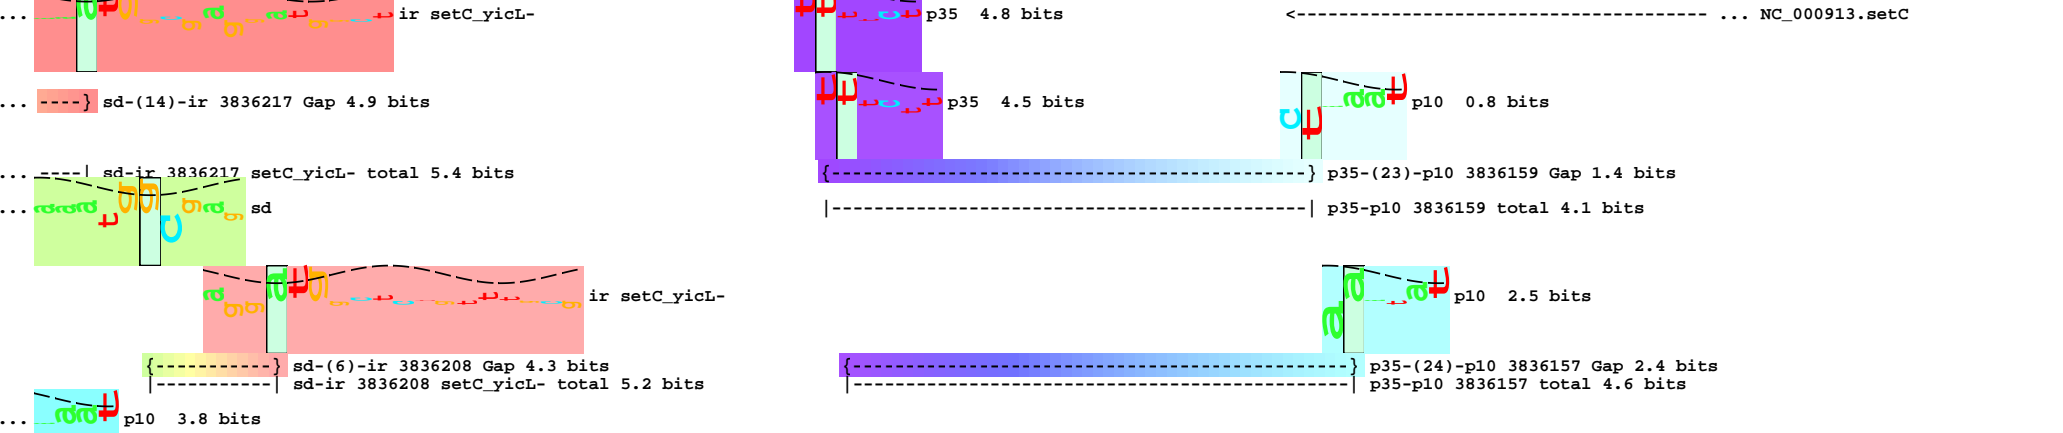 ... ir setC_yicL- p35 4.8 bits <--------------------------------------- ... NC_000913.setC
... ----} sd-(14)-ir 3836217 Gap 4.9 bits p35 4.5 bits p10 0.8 bits
... ----| sd-ir 3836217 setC_yicL- total 5.4 bits {---------------------------------------------} p35-(23)-p10 3836159 Gap 1.4 bits
... sd |---------------------------------------------| p35-p10 3836159 total 4.1 bits
ir setC_yicL- p10 2.5 bits
{-----------} sd-(6)-ir 3836208 Gap 4.3 bits {-----------------------------------------------} p35-(24)-p10 3836157 Gap 2.4 bits
|-----------| sd-ir 3836208 setC_yicL- total 5.2 bits |-----------------------------------------------| p35-p10 3836157 total 4.6 bits
... p10 3.8 bits